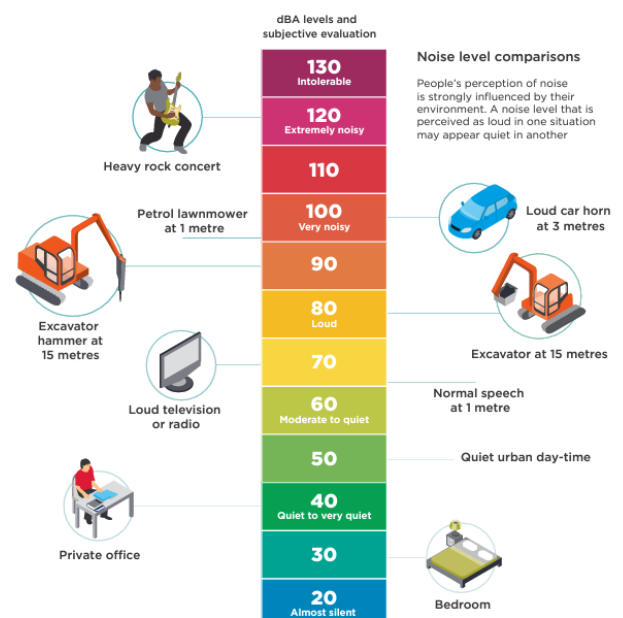 dBA levels and
subjective evaluation
130
Intolerable
Noise level comparisons
People's perception of noise
is strongly influenced by their
environment. A noise level that is
perceived as loud in one situation
may appear quiet in another
120
Extremely noisy
Heavy rock concert
110
Petrol lawnmower
at 1 metre
100
Very noisy
Loud car horn
at 3 metres
90
Excavator
hammer at
15 metres
80
Loud
Excavator at 15 metres
70
Loud television
or radio
Normal speech
at 1 metre
60
Moderate to quiet
50
Quiet urban day-time
40
Quiet to very quiet
Private office
30
Bedroom
20
Almost silent